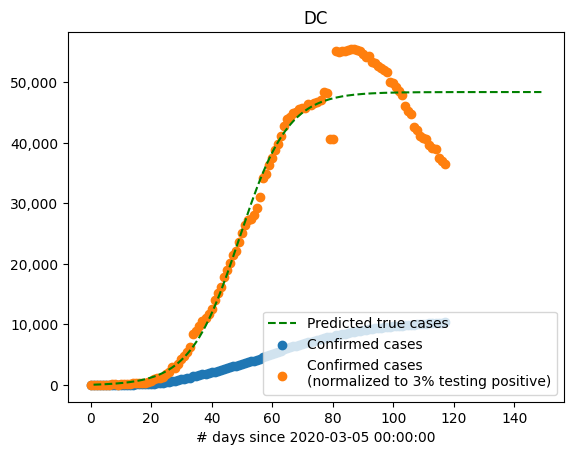 DC
50,000
40,000
30,000
20,000
10,000
0
Predicted true cases
Confirmed cases
Confirmed cases
(normalized to 3% testing positive)
0 20 40 60 80 100 120 140
# days since 2020-03-05 00:00:00